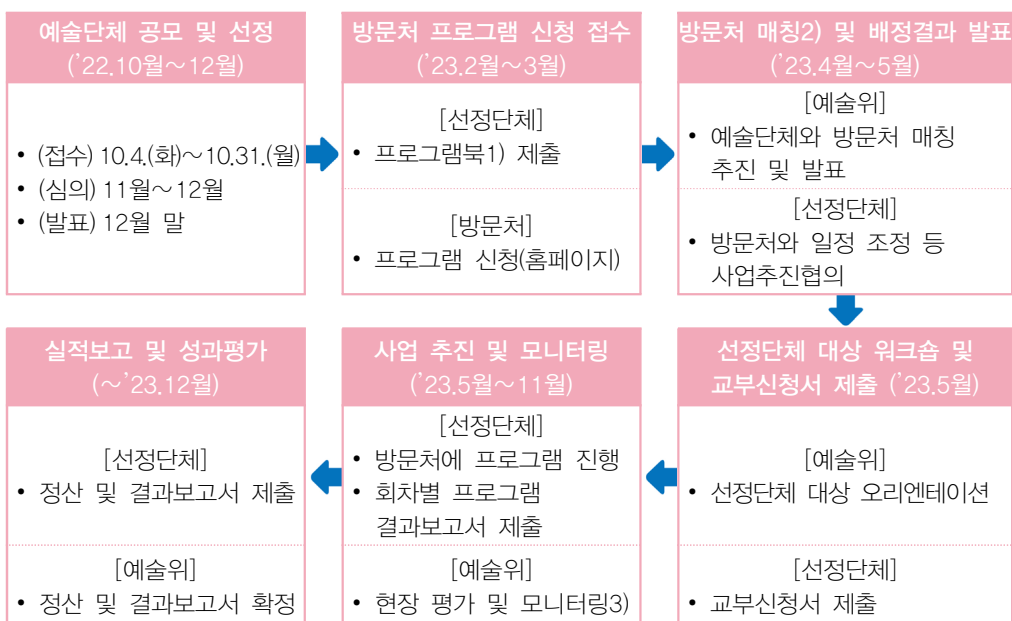 예술단체 공모 및 선정
(’22.10월～12월)
• (접수) 10.4.(화)～10.31.(월)
• (심의) 11월～12월
• (발표) 12월 말
방문처 프로그램 신청 접수
(’23.2월～3월)
[선정단체]
• 프로그램북1) 제출
[방문처]
• 프로그램 신청(홈페이지)
방문처 매칭2) 및 배정결과 발표
(’23.4월～5월)
[예술위]
• 예술단체와 방문처 매칭
추진 및 발표
[선정단체]
• 방문처와 일정 조정 등
사업추진협의
선정단체 대상 워크숍 및
교부신청서 제출 (’23.5월)
[예술위]
• 선정단체 대상 오리엔테이션
[선정단체]
• 교부신청서 제출
사업 추진 및 모니터링
(’23.5월～11월)
[선정단체]
• 방문처에 프로그램 진행
• 회차별 프로그램
결과보고서 제출
[예술위]
• 현장 평가 및 모니터링3)
실적보고 및 성과평가
(～’23.12월)
[선정단체]
• 정산 및 결과보고서 제출
[예술위]
• 정산 및 결과보고서 확정